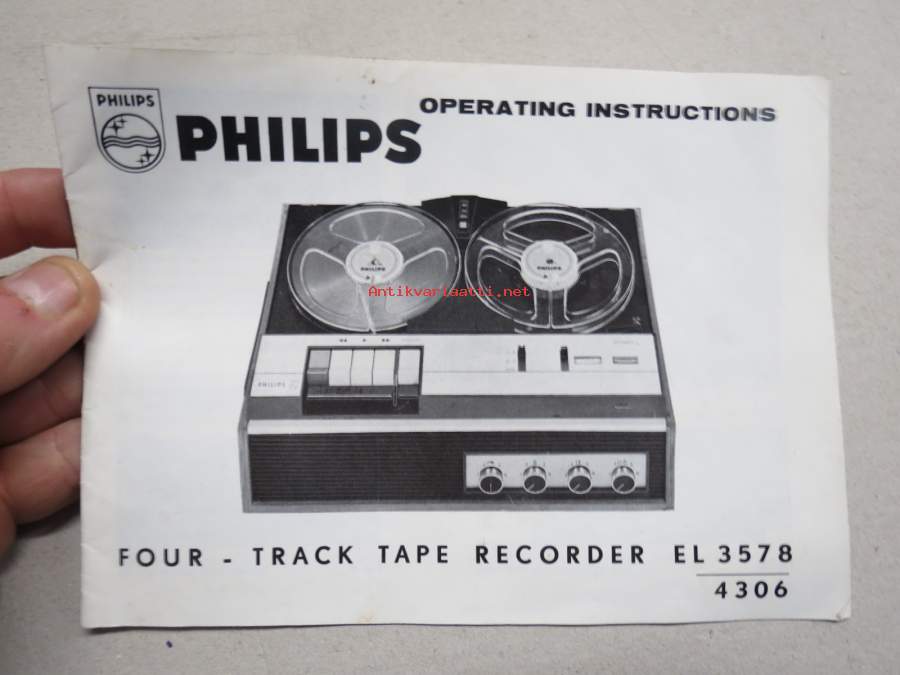 PHILIPS
PHILIPS
OPERATING INSTRUCTIONS
PHILIPS
PHILIPS
Antikvariaatti.net
PHILIPS
FOUR - TRACK TAPE RECORDER EL 3578
4306